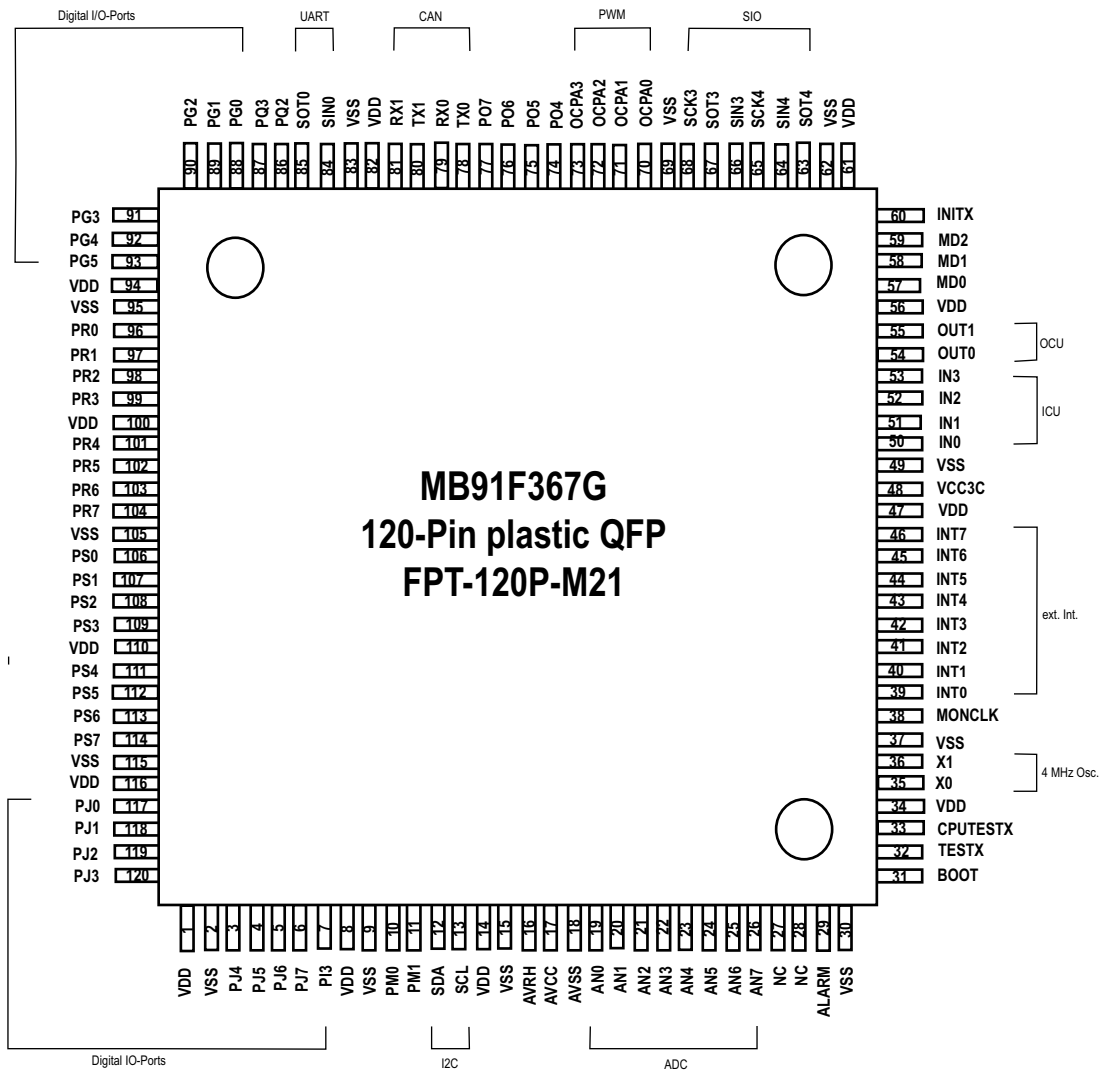 Digital I/O-Ports
UART
CAN
PWM
SIO
PG2 PG1 PG0 PQ3 PQ2 SOT0 SIN0 VSS VDD RX1 TX1 RX0 TX0 PO7 PO6 PO5 PO4 OCPA3 OCPA2 OCPA1 OCPA0 VSS SCK3 SOT3 SIN3 SCK4 SIN4 SOT4 VSS VDD
90 89 88 87 86 85 84 83 82 81 80 79 78 77 76 75 74 73 72 71 70 69 68 67 66 65 64 63 62 61
PG3 91
PG4 92
PG5 93
VDD 94
VSS 95
PR0 96
PR1 97
PR2 98
PR3 99
VDD 100
PR4 101
PR5 102
PR6 103
PR7 104
VSS 105
PS0 106
PS1 107
PS2 108
PS3 109
VDD 110
PS4 111
PS5 112
PS6 113
PS7 114
VSS 115
VDD 116
PJ0 117
PJ1 118
PJ2 119
PJ3 120
MB91F367G
120-Pin plastic QFP
FPT-120P-M21
60 INITX
59 MD2
58 MD1
57 MD0
56 VDD
55 OUT1
54 OUT0
OCU
53 IN3
52 IN2
51 IN1
50 IN0
ICU
49 VSS
48 VCC3C
47 VDD
46 INT7
45 INT6
44 INT5
43 INT4
42 INT3
41 INT2
40 INT1
39 INT0
ext. Int.
38 MONCLK
37 VSS
36 X1
35 X0
4 MHz Osc.
34 VDD
33 CPUTESTX
32 TESTX
31 BOOT
1 2 3 4 5 6 7 8 9 10 11 12 13 14 15 16 17 18 19 20 21 22 23 24 25 26 27 28 29 30
VDD VSS PJ4 PJ5 PJ6 PJ7 PI3 VDD VSS PM0 PM1 SDA SCL VDD VSS AVRH AVCC AVSS AN0 AN1 AN2 AN3 AN4 AN5 AN6 AN7 NC NC ALARM VSS
Digital IO-Ports
I2C
ADC